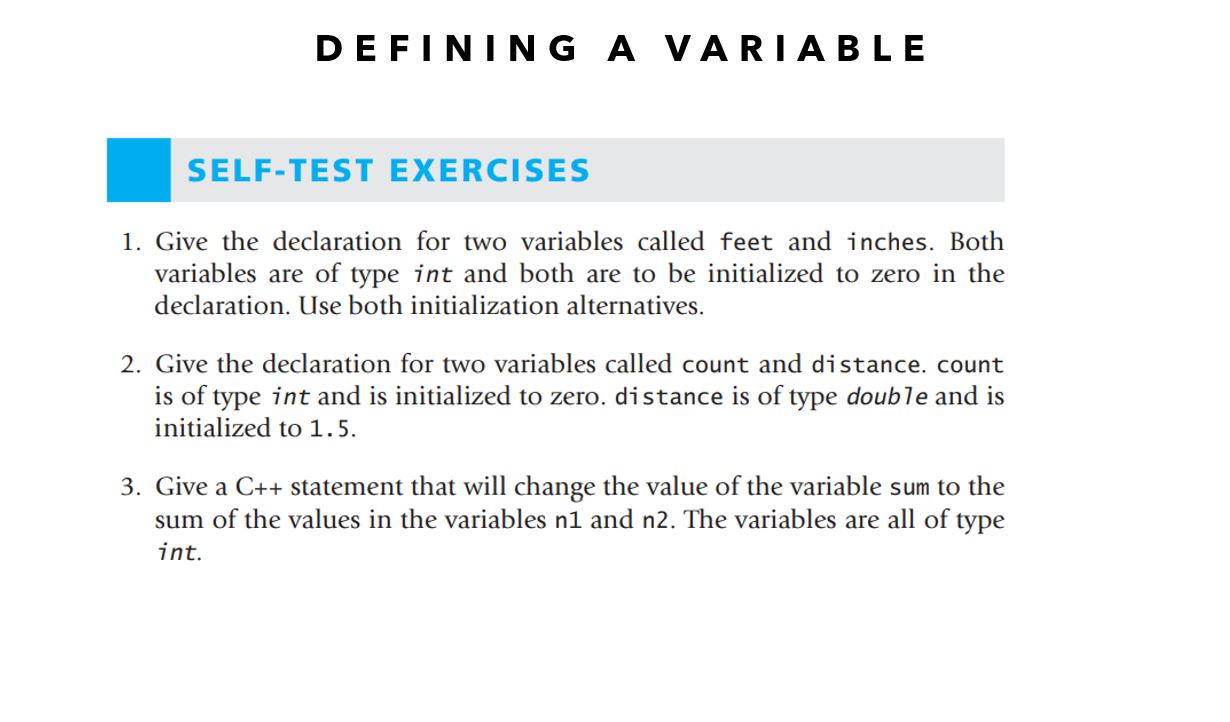 DEFINING A VARIABLE
SELF-TEST EXERCISES
1. Give the declaration for two variables called feet and inches. Both
variables are of type int and both are to be initialized to zero in the
declaration. Use both initialization alternatives.
2. Give the declaration for two variables called count and distance. count
is of type int and is initialized to zero. distance is of type double and is
initialized to 1.5.
3. Give a C++ statement that will change the value of the variable sum to the
sum of the values in the variables n1 and n2. The variables are all of type
int.